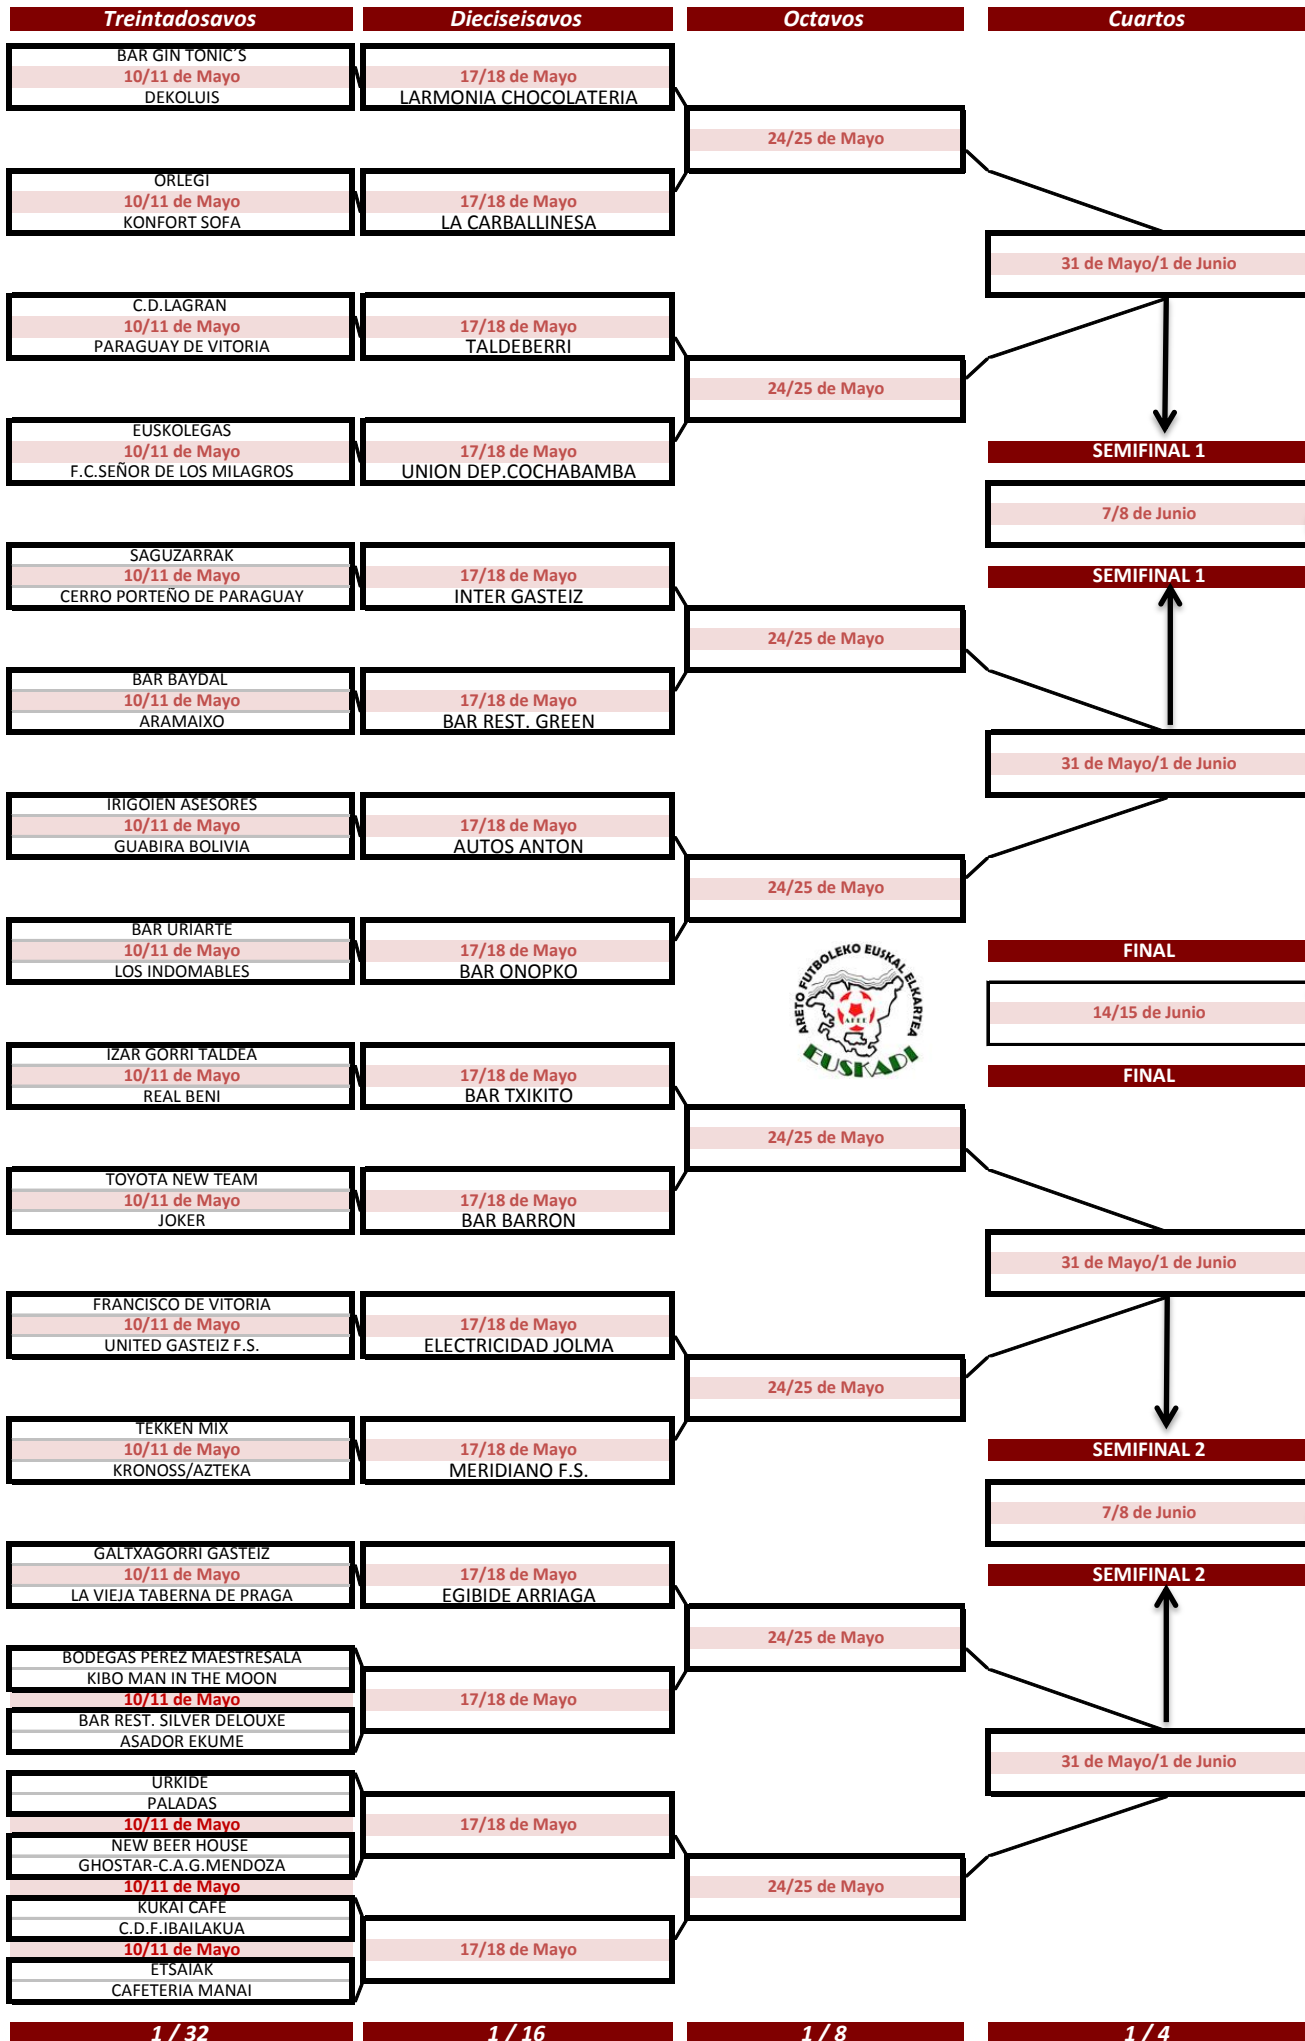 Treintadosavos
Dieciseisavos
Octavos
Cuartos
BAR GIN TONIC´S
10/11 de Mayo
DEKOLUIS
17/18 de Mayo
LARMONIA CHOCOLATERIA
24/25 de Mayo
ORLEGI
10/11 de Mayo
KONFORT SOFA
17/18 de Mayo
LA CARBALLINESA
31 de Mayo/1 de Junio
C.D.LAGRAN
10/11 de Mayo
PARAGUAY DE VITORIA
17/18 de Mayo
TALDEBERRI
24/25 de Mayo
EUSKOLEGAS
10/11 de Mayo
F.C.SEÑOR DE LOS MILAGROS
17/18 de Mayo
UNION DEP.COCHABAMBA
SEMIFINAL 1
7/8 de Junio
SEMIFINAL 1
SAGUZARRAK
10/11 de Mayo
CERRO PORTEÑO DE PARAGUAY
17/18 de Mayo
INTER GASTEIZ
24/25 de Mayo
BAR BAYDAL
10/11 de Mayo
ARAMAIXO
17/18 de Mayo
BAR REST. GREEN
31 de Mayo/1 de Junio
IRIGOIEN ASESORES
10/11 de Mayo
GUABIRA BOLIVIA
17/18 de Mayo
AUTOS ANTON
24/25 de Mayo
BAR URIARTE
10/11 de Mayo
LOS INDOMABLES
17/18 de Mayo
BAR ONOPKO
ARETO FUTBOLEKO EUSKAL ELKARTEA
A F E E
EUSKADI
FINAL
14/15 de Junio
FINAL
IZAR GORRI TALDEA
10/11 de Mayo
REAL BENI
17/18 de Mayo
BAR TXIKITO
24/25 de Mayo
TOYOTA NEW TEAM
10/11 de Mayo
JOKER
17/18 de Mayo
BAR BARRON
31 de Mayo/1 de Junio
FRANCISCO DE VITORIA
10/11 de Mayo
UNITED GASTEIZ F.S.
17/18 de Mayo
ELECTRICIDAD JOLMA
24/25 de Mayo
TEKKEN MIX
10/11 de Mayo
KRONOSS/AZTEKA
17/18 de Mayo
MERIDIANO F.S.
SEMIFINAL 2
7/8 de Junio
SEMIFINAL 2
GALTXAGORRI GASTEIZ
10/11 de Mayo
LA VIEJA TABERNA DE PRAGA
17/18 de Mayo
EGIBIDE ARRIAGA
24/25 de Mayo
BODEGAS PEREZ MAESTRESALA
KIBO MAN IN THE MOON
10/11 de Mayo
BAR REST. SILVER DELOUXE
ASADOR EKUME
17/18 de Mayo
31 de Mayo/1 de Junio
URKIDE
PALADAS
10/11 de Mayo
NEW BEER HOUSE
GHOSTAR-C.A.G.MENDOZA
17/18 de Mayo
10/11 de Mayo
24/25 de Mayo
KUKAI CAFÉ
C.D.F.IBAILAKUA
10/11 de Mayo
ETSAIAK
CAFETERIA MANAI
17/18 de Mayo
1 / 32
1 / 16
1 / 8
1 / 4